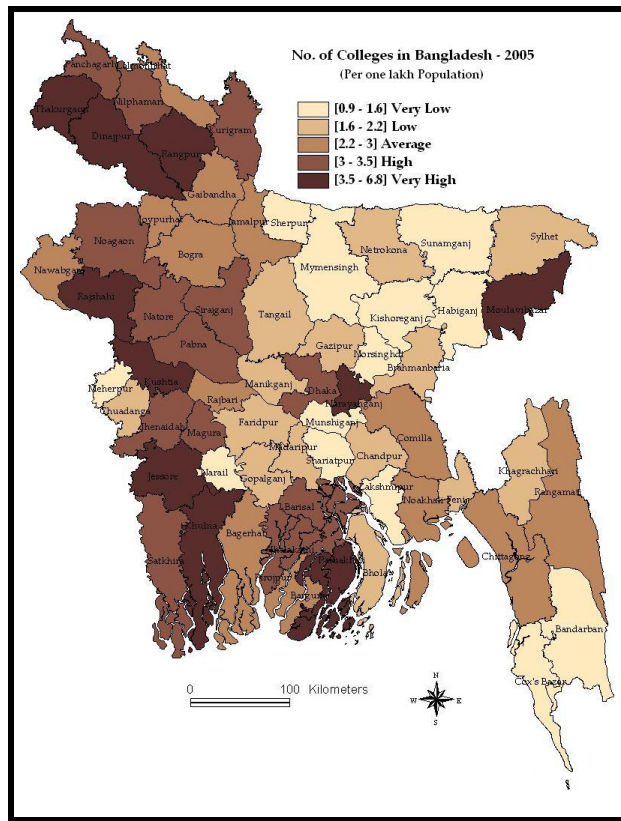 No. of Colleges in Bangladesh - 2005
(Per one lakh Population)
[0.9 - 1.6] Very Low
[1.6 - 2.2] Low
[2.2 - 3] Average
[3 - 3.5] High
[3.5 - 6.8] Very High
Thakurgaon
Nilphamari
Dinajpur
Rangpur
Kurigram
Gaibandha
Sherpur
Noagaon
Bogra
Netrokona
Sunamganj
Sylhet
Nawabganj
Mymensingh
Rajshahi
Natore
Sirajganj
Tangail
Kishoreganj
Habiganj
Moulavibazar
Pabna
Gazipur
Brahmanbaria
Meherpur
Kushtia
Manikganj
Dhaka
Narayanganj
Chuadanga
Rajbari
Jhenaidah
Magura
Faridpur
Munshiganj
Comilla
Madaripur
Shariatpur
Chandpur
Jessore
Narail
Gopalganj
Khagrachhari
Rangamati
Lakshmipur
Noakhali
Feni
Khulna
Bagerhat
Barisal
Satkhira
Pirojpur
Bhola
Chittagong
Barguna
Bandarban
Cox's Bazar
0 100 Kilometers
N
W E
S